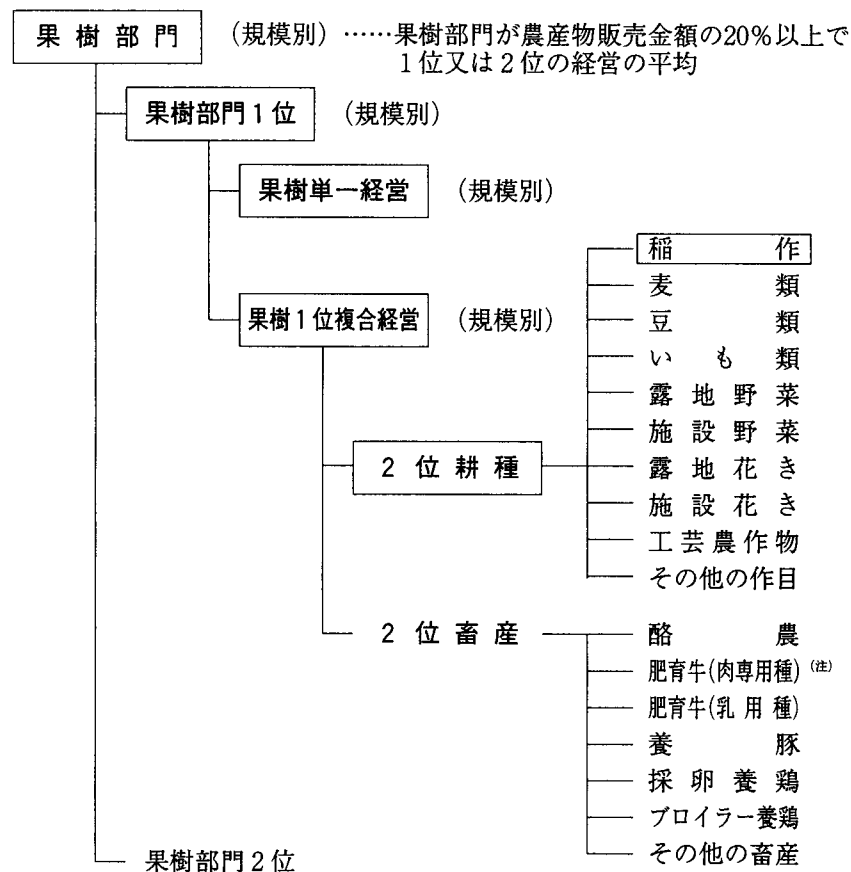 果樹部門 (規模別) ……果樹部門が農産物販売金額の20%以上で
1位又は2位の経営の平均
果樹部門1位 (規模別)
果樹単一経営 (規模別)
果樹1位複合経営 (規模別)
2位耕種
稲作
麦類
豆類
いも類
露地野菜
施設野菜
露地花き
施設花き
工芸農作物
その他の作目
2位畜産
酪農
肥育牛(肉専用種) (注)
肥育牛(乳用種)
養豚
採卵養鶏
ブロイラー養鶏
その他の畜産
果樹部門2位